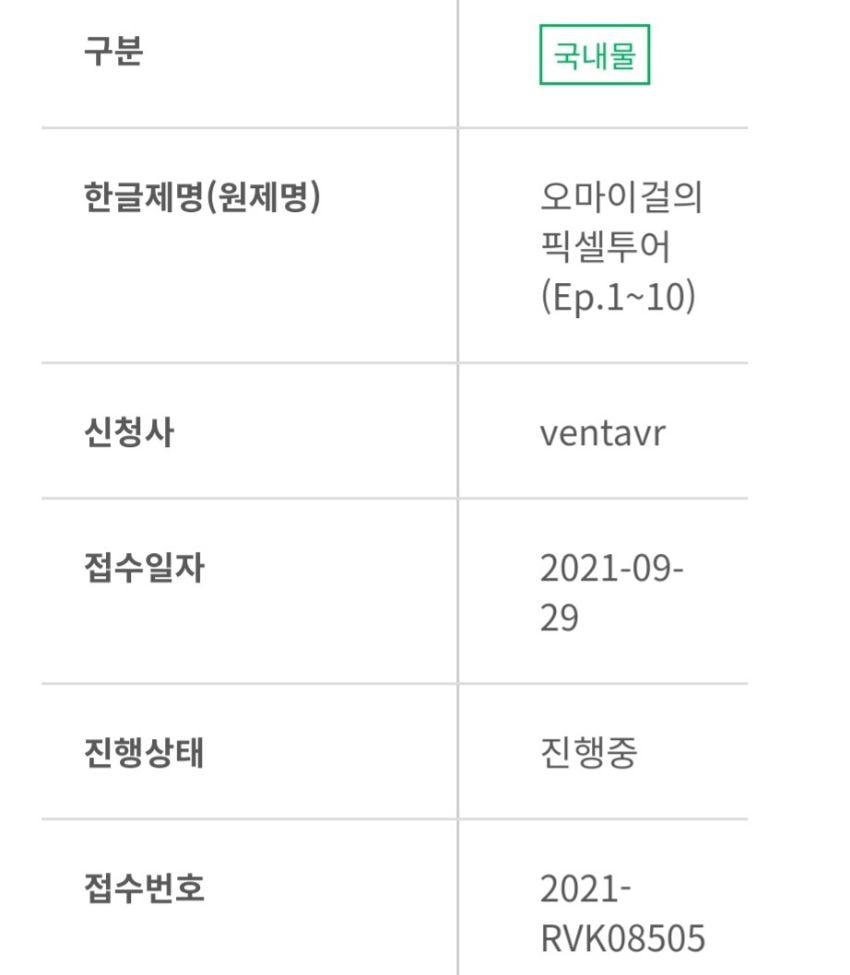 구분
국내물
한글제명(원제명)
오마이걸의
픽셀투어
(Ep.1~10)
신청사
ventavr
접수일자
2021-09-
29
진행상태
진행중
접수번호
2021-
RVK08505